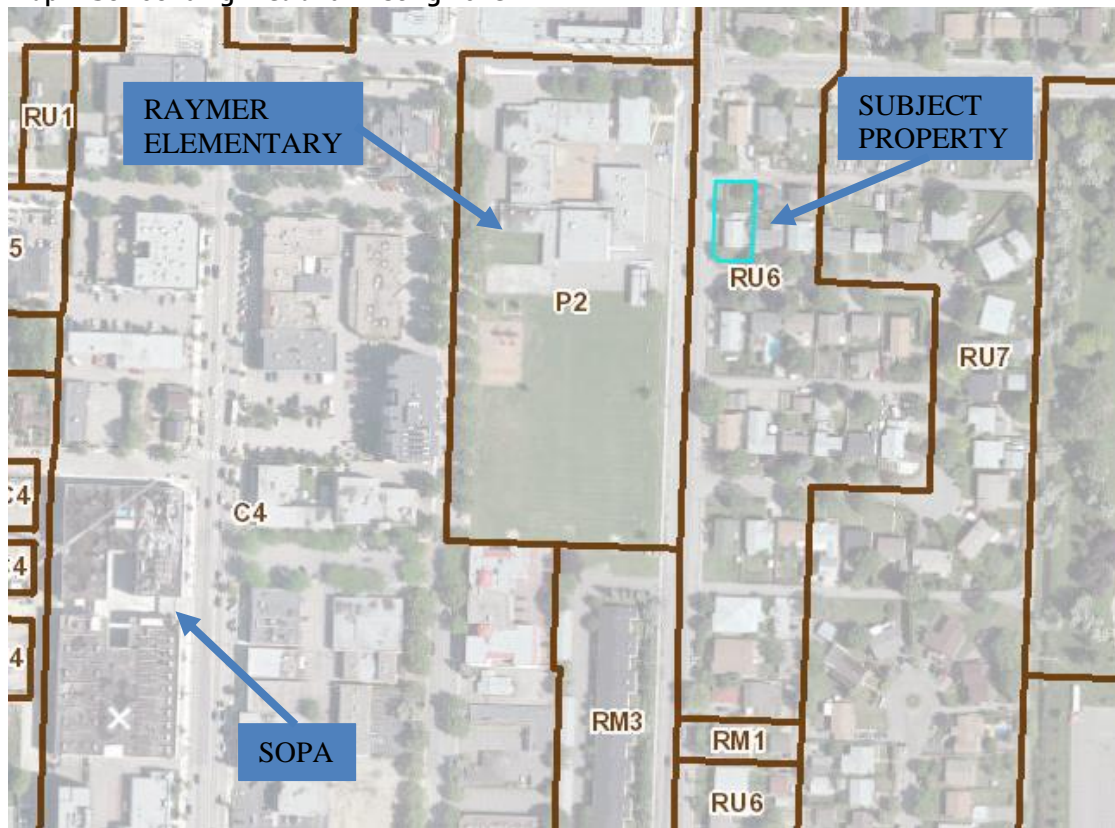 RU1
RAYMER
ELEMENTARY
SUBJECT
PROPERTY
5
RU6
P2
RU7
C4
C4
4
4
SOPA
RM3
RM1
RU6